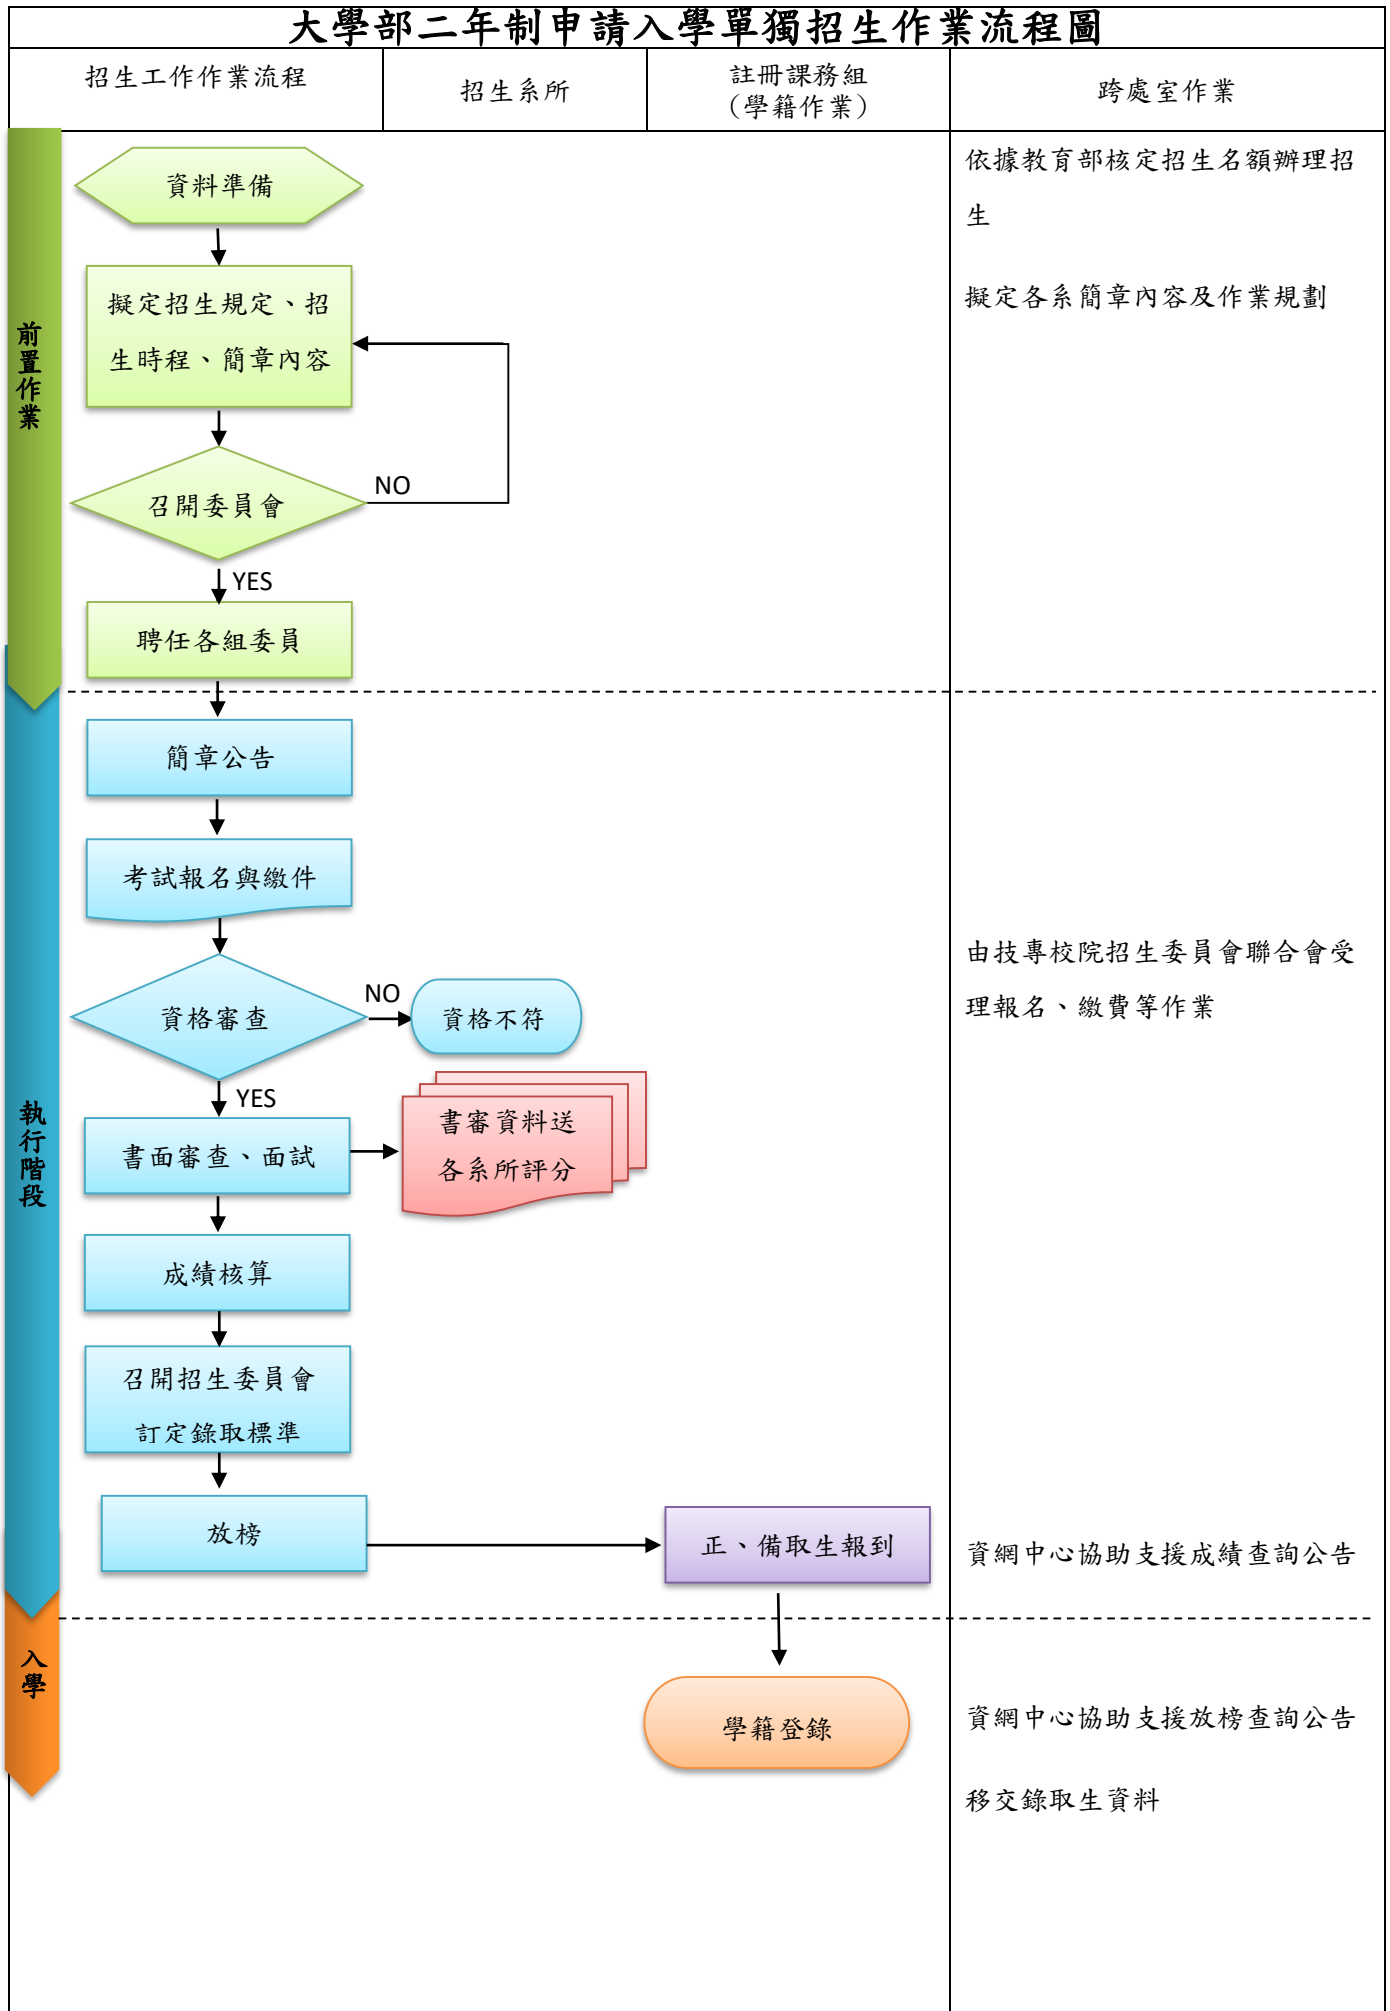 大學部二年制申請入學單獨招生作業流程圖
招生工作作業流程
招生系所
註冊課務組
(學籍作業)
跨處室作業
前置作業
資料準備
擬定招生規定、招
生時程、簡章內容
召開委員會
NO
YES
聘任各組委員
依據教育部核定招生名額辦理招
生
擬定各系簡章內容及作業規劃
執行階段
簡章公告
考試報名與繳件
資格審查
NO
資格不符
YES
書面審查、面試
書審資料送
各系所評分
成績核算
召開招生委員會
訂定錄取標準
放榜
正、備取生報到
由技專校院招生委員會聯合會受
理報名、繳費等作業
資網中心協助支援成績查詢公告
入學
學籍登錄
資網中心協助支援放榜查詢公告
移交錄取生資料